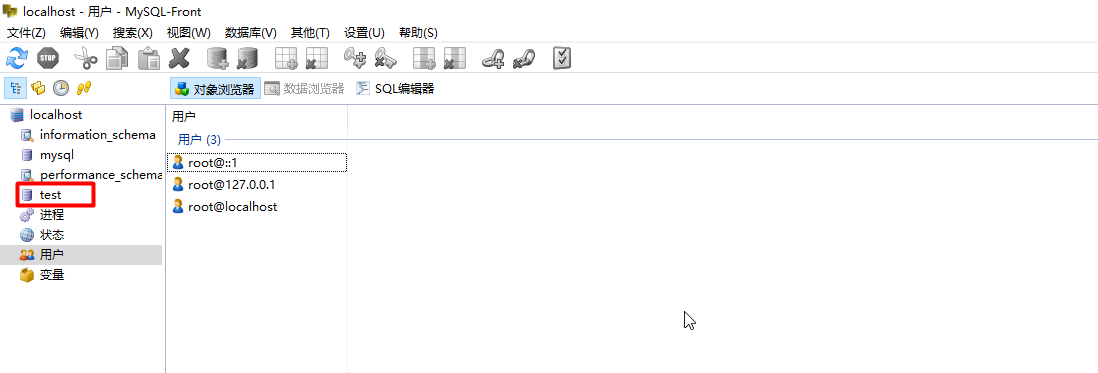 localhost - 用户 - MySQL-Front
文件(Z) 编辑(Y) 搜索(X) 视图(W) 数据库(V) 其他(T) 设置(U) 帮助(S)
STOP
对象浏览器 数据浏览器 SQL编辑器
localhost
information_schema
mysql
performance_schema
test
进程
状态
用户
变量
用户
用户 (3)
root@::1
root@127.0.0.1
root@localhost